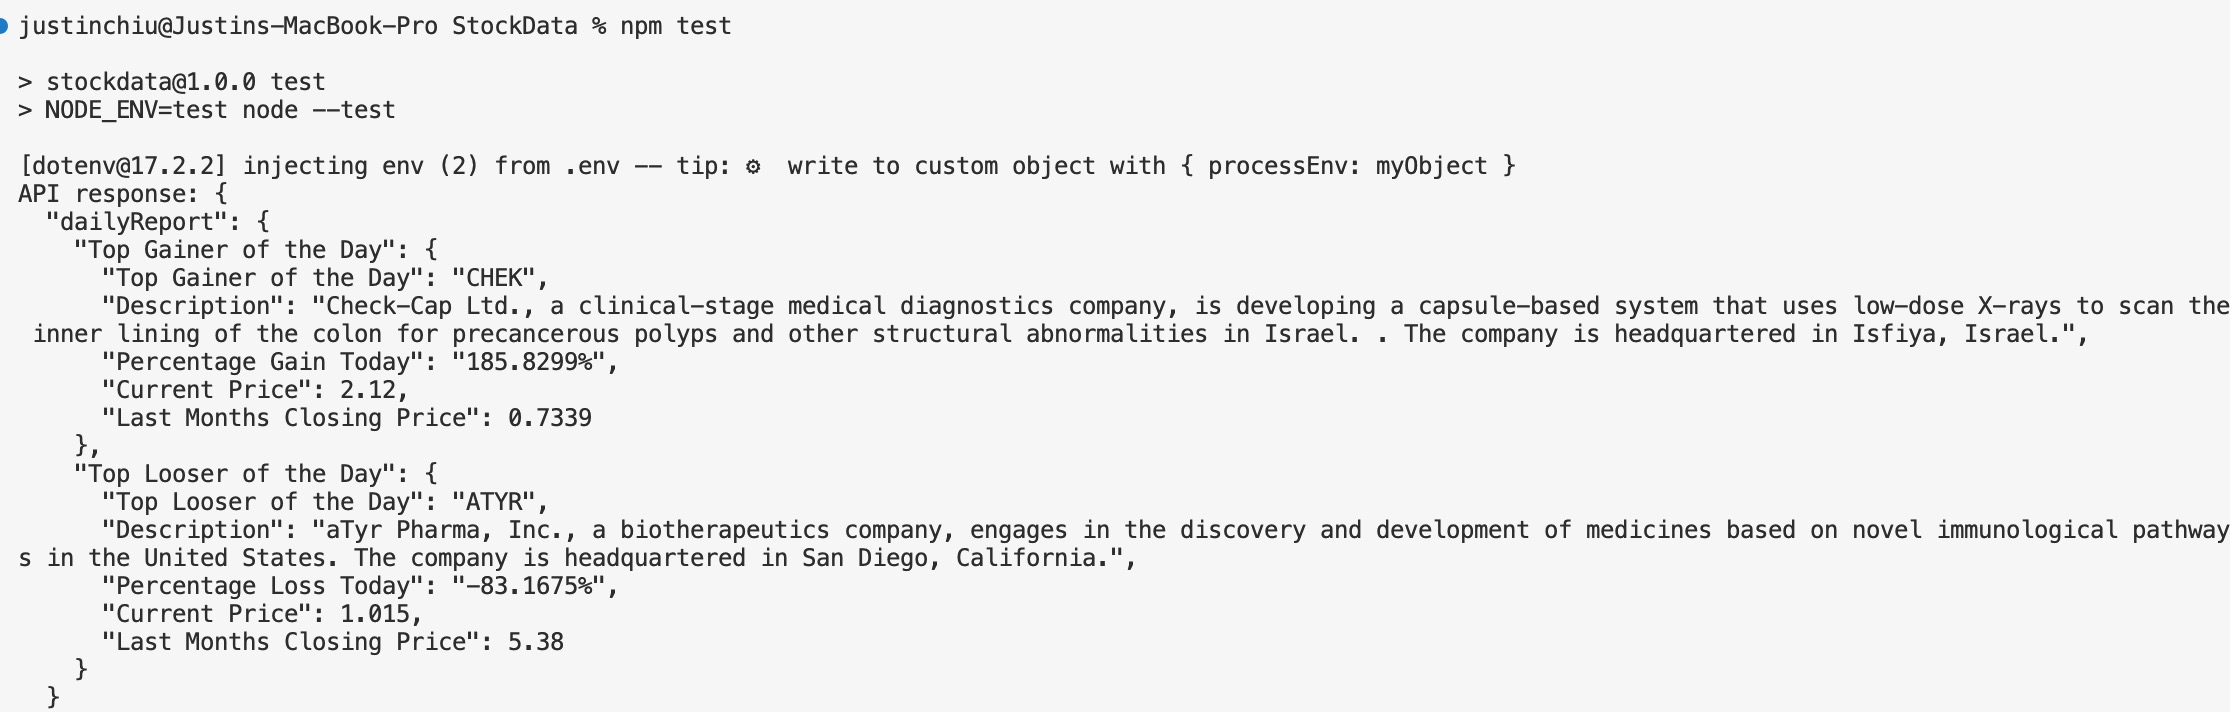 justinchiu@Justins-MacBook-Pro StockData % npm test
> stockdata@1.0.0 test
> NODE_ENV=test node --test
[dotenv@17.2.2] injecting env (2) from .env -- tip: ⚙ write to custom object with { processEnv: myObject }
API response: {
  "dailyReport": {
    "Top Gainer of the Day": {
      "Top Gainer of the Day": "CHEK",
      "Description": "Check-Cap Ltd., a clinical-stage medical diagnostics company, is developing a capsule-based system that uses low-dose X-rays to scan the
 inner lining of the colon for precancerous polyps and other structural abnormalities in Israel. . The company is headquartered in Isfiya, Israel.",
      "Percentage Gain Today": "185.8299%",
      "Current Price": 2.12,
      "Last Months Closing Price": 0.7339
    },
    "Top Looser of the Day": {
      "Top Looser of the Day": "ATYR",
      "Description": "aTyr Pharma, Inc., a biotherapeutics company, engages in the discovery and development of medicines based on novel immunological pathway
s in the United States. The company is headquartered in San Diego, California.",
      "Percentage Loss Today": "-83.1675%",
      "Current Price": 1.015,
      "Last Months Closing Price": 5.38
    }
  }